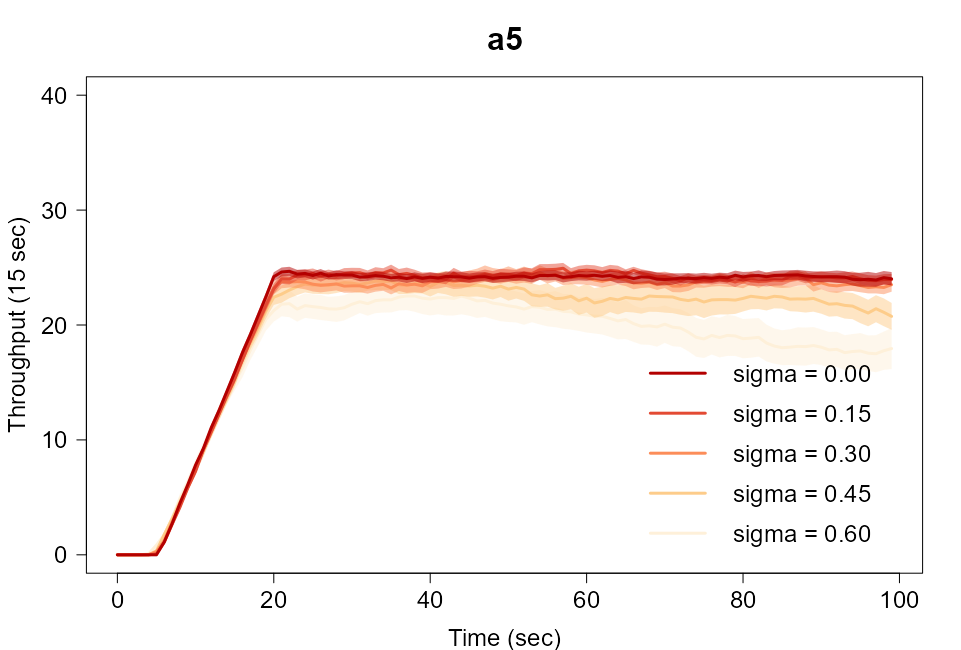 a5
Throughput (15 sec)
40
30
20
10
0
sigma = 0.00
sigma = 0.15
sigma = 0.30
sigma = 0.45
sigma = 0.60
0 20 40 60 80 100
Time (sec)